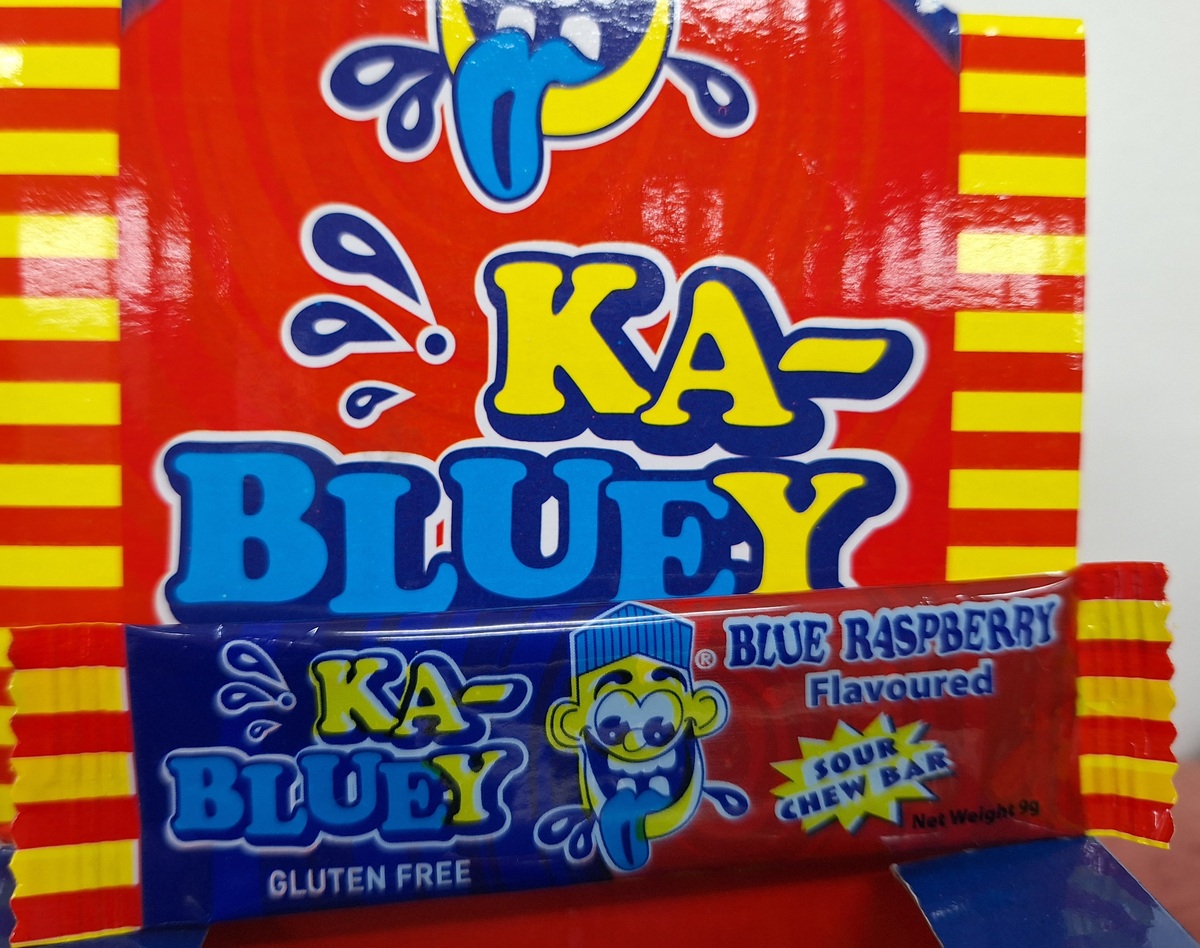 KA-
BLUEY
KA-
BLUEY
GLUTEN FREE
® BLUE RASPBERRY
Flavoured
SOUR
CHEW BAR
Net Weight 9g